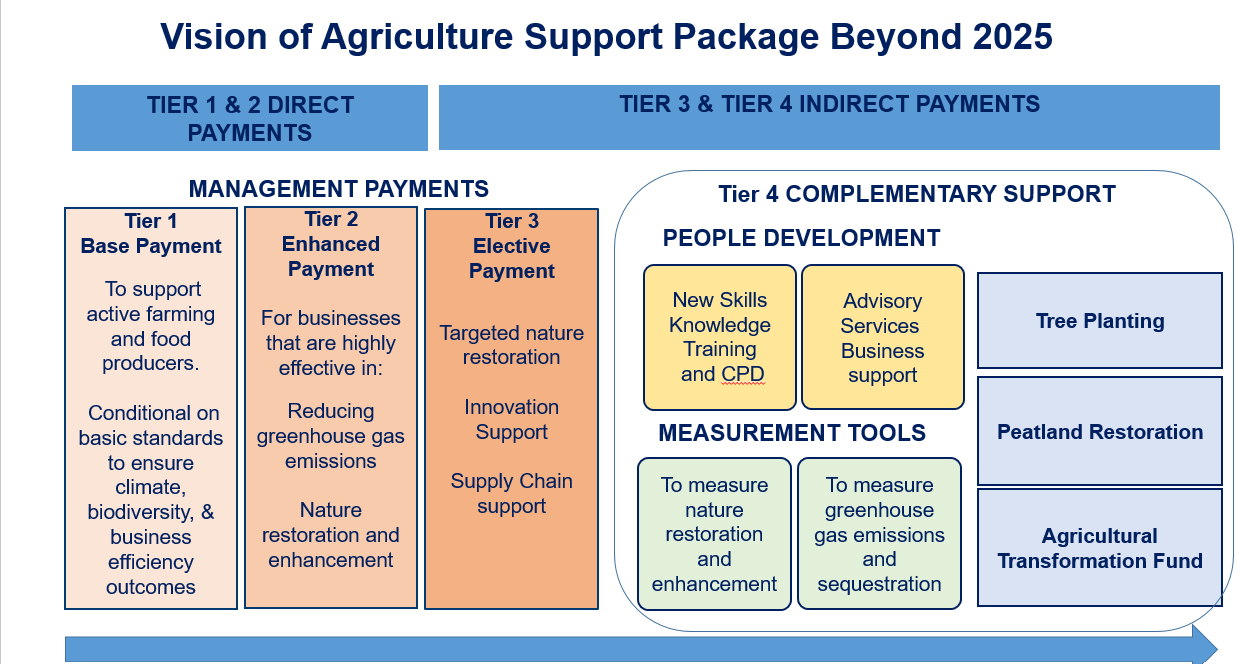 Vision of Agriculture Support Package Beyond 2025
TIER 1 & 2 DIRECT
PAYMENTS
TIER 3 & TIER 4 INDIRECT PAYMENTS
MANAGEMENT PAYMENTS
Tier 1
Base Payment
To support
active farming
and food
producers.
Conditional on
basic standards
to ensure
climate,
biodiversity, &
business
efficiency
outcomes
Tier 2
Enhanced
Payment
For businesses
that are highly
effective in:
Reducing
greenhouse gas
emissions
Nature
restoration and
enhancement
Tier 3
Elective
Payment
Targeted nature
restoration
Innovation
Support
Supply Chain
support
Tier 4 COMPLEMENTARY SUPPORT
PEOPLE DEVELOPMENT
New Skills
Knowledge
Training
and CPD
Advisory
Services
Business
support
MEASUREMENT TOOLS
To measure
nature
restoration
and
enhancement
To measure
greenhouse
gas emissions
and
sequestration
Tree Planting
Peatland Restoration
Agricultural
Transformation Fund